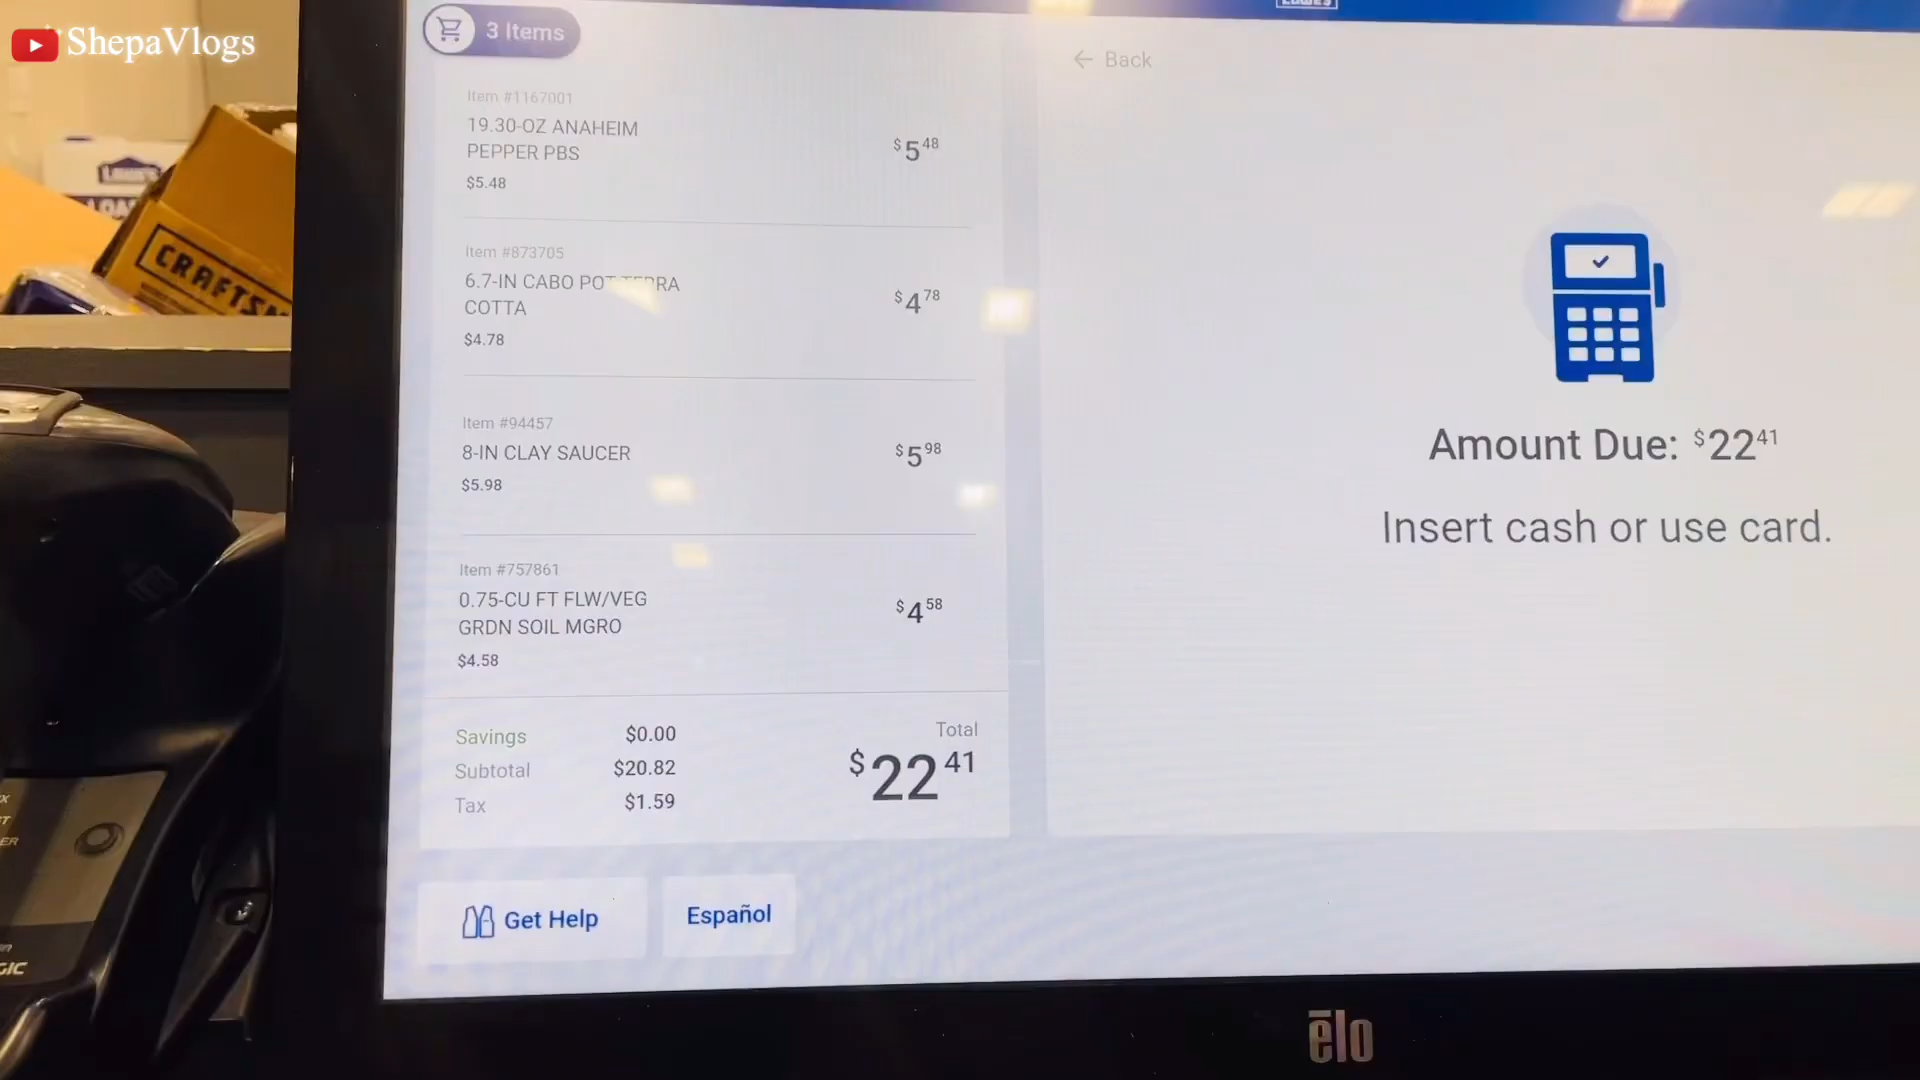 ShepaVlogs
3 Items
LOWE'S
Back
Item #1167001
19.30-OZ ANAHEIM
PEPPER PBS
$5.48
$5.48
Item #873705
6.7-IN CABO POT TERRA
COTTA
$4.78
$4.78
Item #94457
8-IN CLAY SAUCER
$5.98
$5.98
Item #757861
0.75-CU FT FLW/VEG
GRDN SOIL MGRO
$4.58
$4.58
Savings $0.00
Subtotal $20.82
Tax $1.59
Total
$22.41
Amount Due: $22.41
Insert cash or use card.
Get Help
Español
elo
CRAFTSM